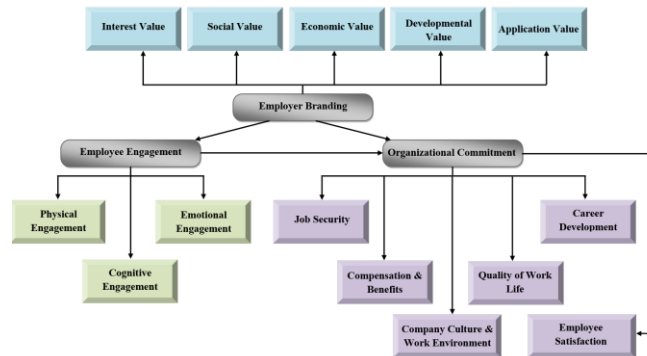 Interest Value
Social Value
Economic Value
Developmental
Value
Application Value
Employer Branding
Employee Engagement
Organizational Commitment
Physical
Engagement
Emotional
Engagement
Cognitive
Engagement
Job Security
Career
Development
Compensation &
Benefits
Quality of Work
Life
Company Culture &
Work Environment
Employee
Satisfaction